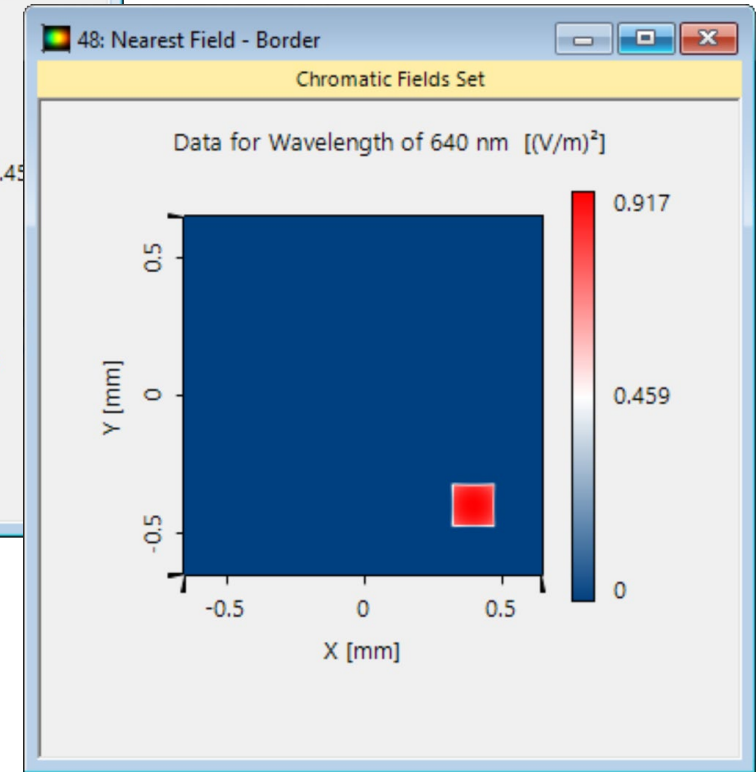 48: Nearest Field - Border
Chromatic Fields Set
Data for Wavelength of 640 nm [(V/m)²]
.45
0.917
0.459
0
0.5
0
-0.5
Y [mm]
-0.5
0
0.5
X [mm]